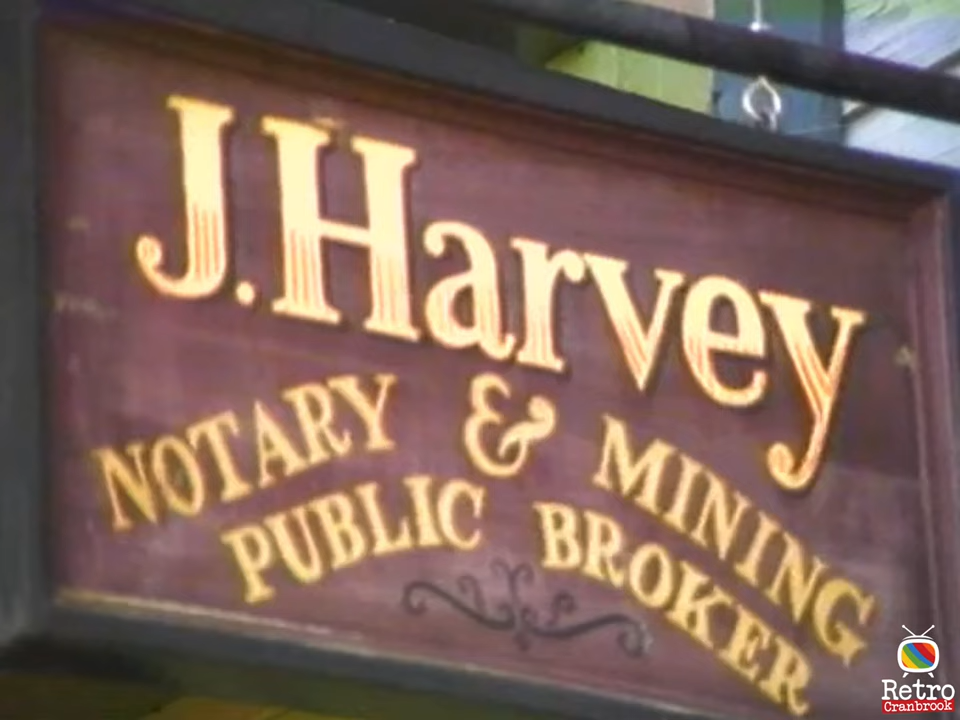 J. Harvey
NOTARY & MINING
PUBLIC BROKER
Retro
Cranbrook